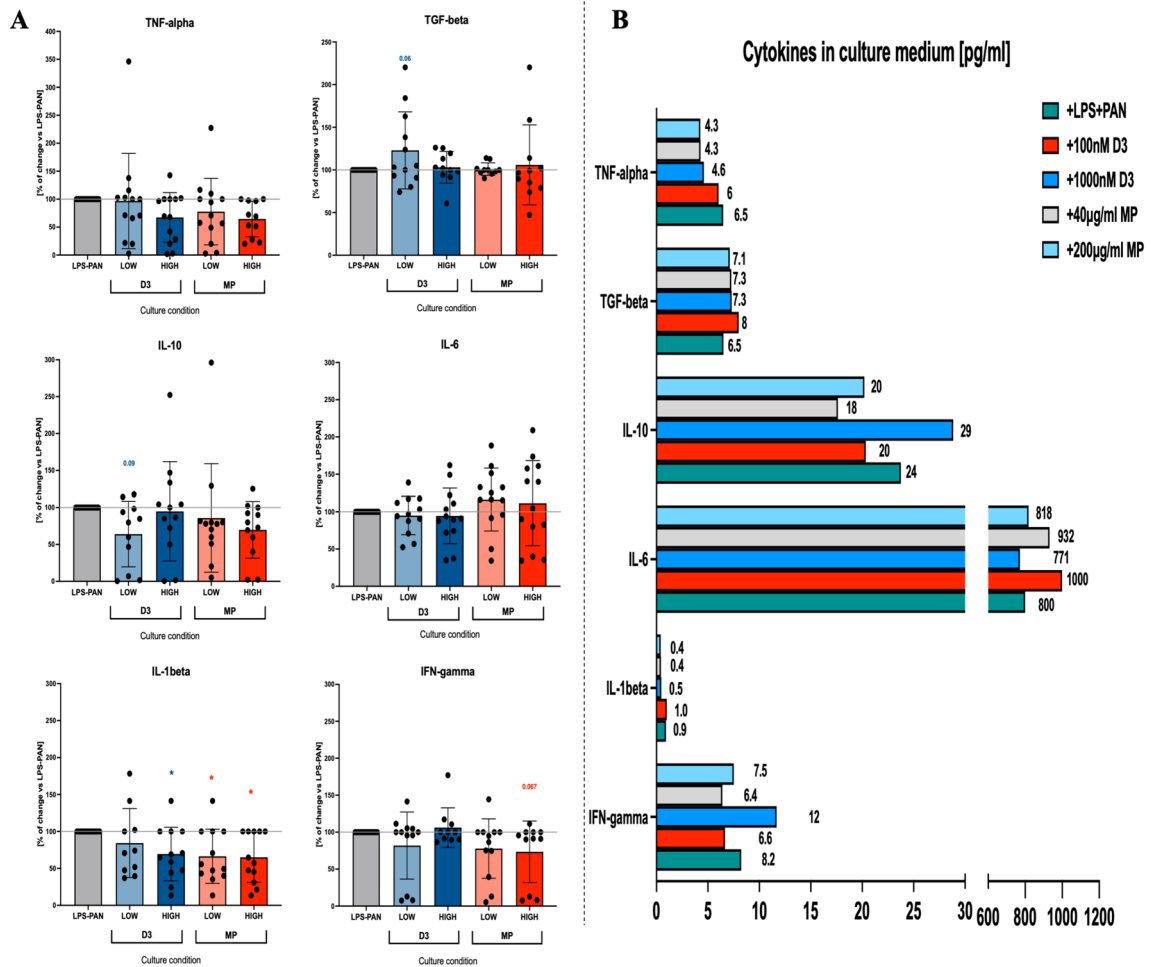 A
TNF-alpha
[% of change vs LPS-PAN]
400
350
300
250
200
150
100
50
0
LPS-PAN LOW HIGH LOW HIGH
D3 MP
Culture condition
TGF-beta
[% of change vs LPS-PAN]
250
200
150
100
50
0
0.06
LPS-PAN LOW HIGH LOW HIGH
D3 MP
Culture condition
IL-10
[% of change vs LPS-PAN]
300
250
200
150
100
50
0
0.09
LPS-PAN LOW HIGH LOW HIGH
D3 MP
Culture condition
IL-6
[% of change vs LPS-PAN]
300
250
200
150
100
50
0
LPS-PAN LOW HIGH LOW HIGH
D3 MP
Culture condition
IL-1beta
[% of change vs LPS-PAN]
300
250
200
150
100
50
0
* * *
LPS-PAN LOW HIGH LOW HIGH
D3 MP
Culture condition
IFN-gamma
[% of change vs LPS-PAN]
300
250
200
150
100
50
0
0.067
LPS-PAN LOW HIGH LOW HIGH
D3 MP
Culture condition
B
Cytokines in culture medium [pg/ml]
+LPS+PAN
+100nM D3
+1000nM D3
+40µg/ml MP
+200µg/ml MP
TNF-alpha
4.3
4.3
4.6
6
6.5
TGF-beta
7.1
7.3
7.3
8
6.5
IL-10
20
18
29
20
24
IL-6
818
932
771
1000
800
IL-1beta
0.4
0.4
0.5
1.0
0.9
IFN-gamma
7.5
6.4
12
6.6
8.2
0 5 10 15 20 25 30 600 800 1000 1200